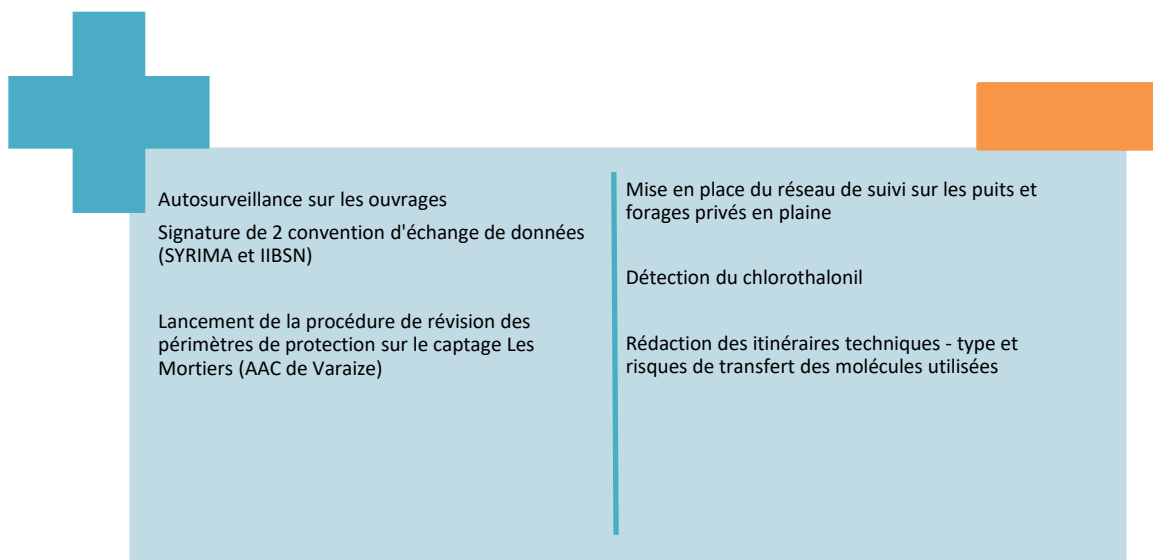 Autosurveillance sur les ouvrages
Signature de 2 convention d'échange de données
(SYRIMA et IIBSN)
Lancement de la procédure de révision des
périmètres de protection sur le captage Les
Mortiers (AAC de Varaize)
Mise en place du réseau de suivi sur les puits et
forages privés en plaine
Détection du chlorothalonil
Rédaction des itinéraires techniques - type et
risques de transfert des molécules utilisées